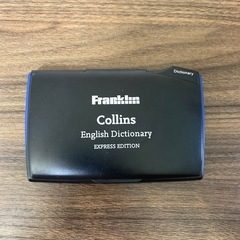 Dictionary
Franklin
Collins
English Dictionary
EXPRESS EDITION